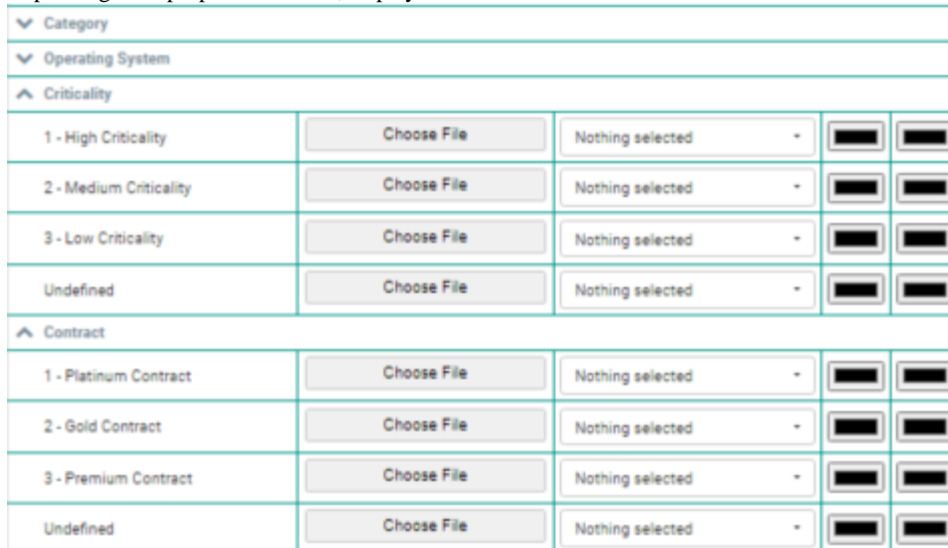 Category
Operating System
Criticality
1 - High Criticality Choose File Nothing selected
2 - Medium Criticality Choose File Nothing selected
3 - Low Criticality Choose File Nothing selected
Undefined Choose File Nothing selected
Contract
1 - Platinum Contract Choose File Nothing selected
2 - Gold Contract Choose File Nothing selected
3 - Premium Contract Choose File Nothing selected
Undefined Choose File Nothing selected